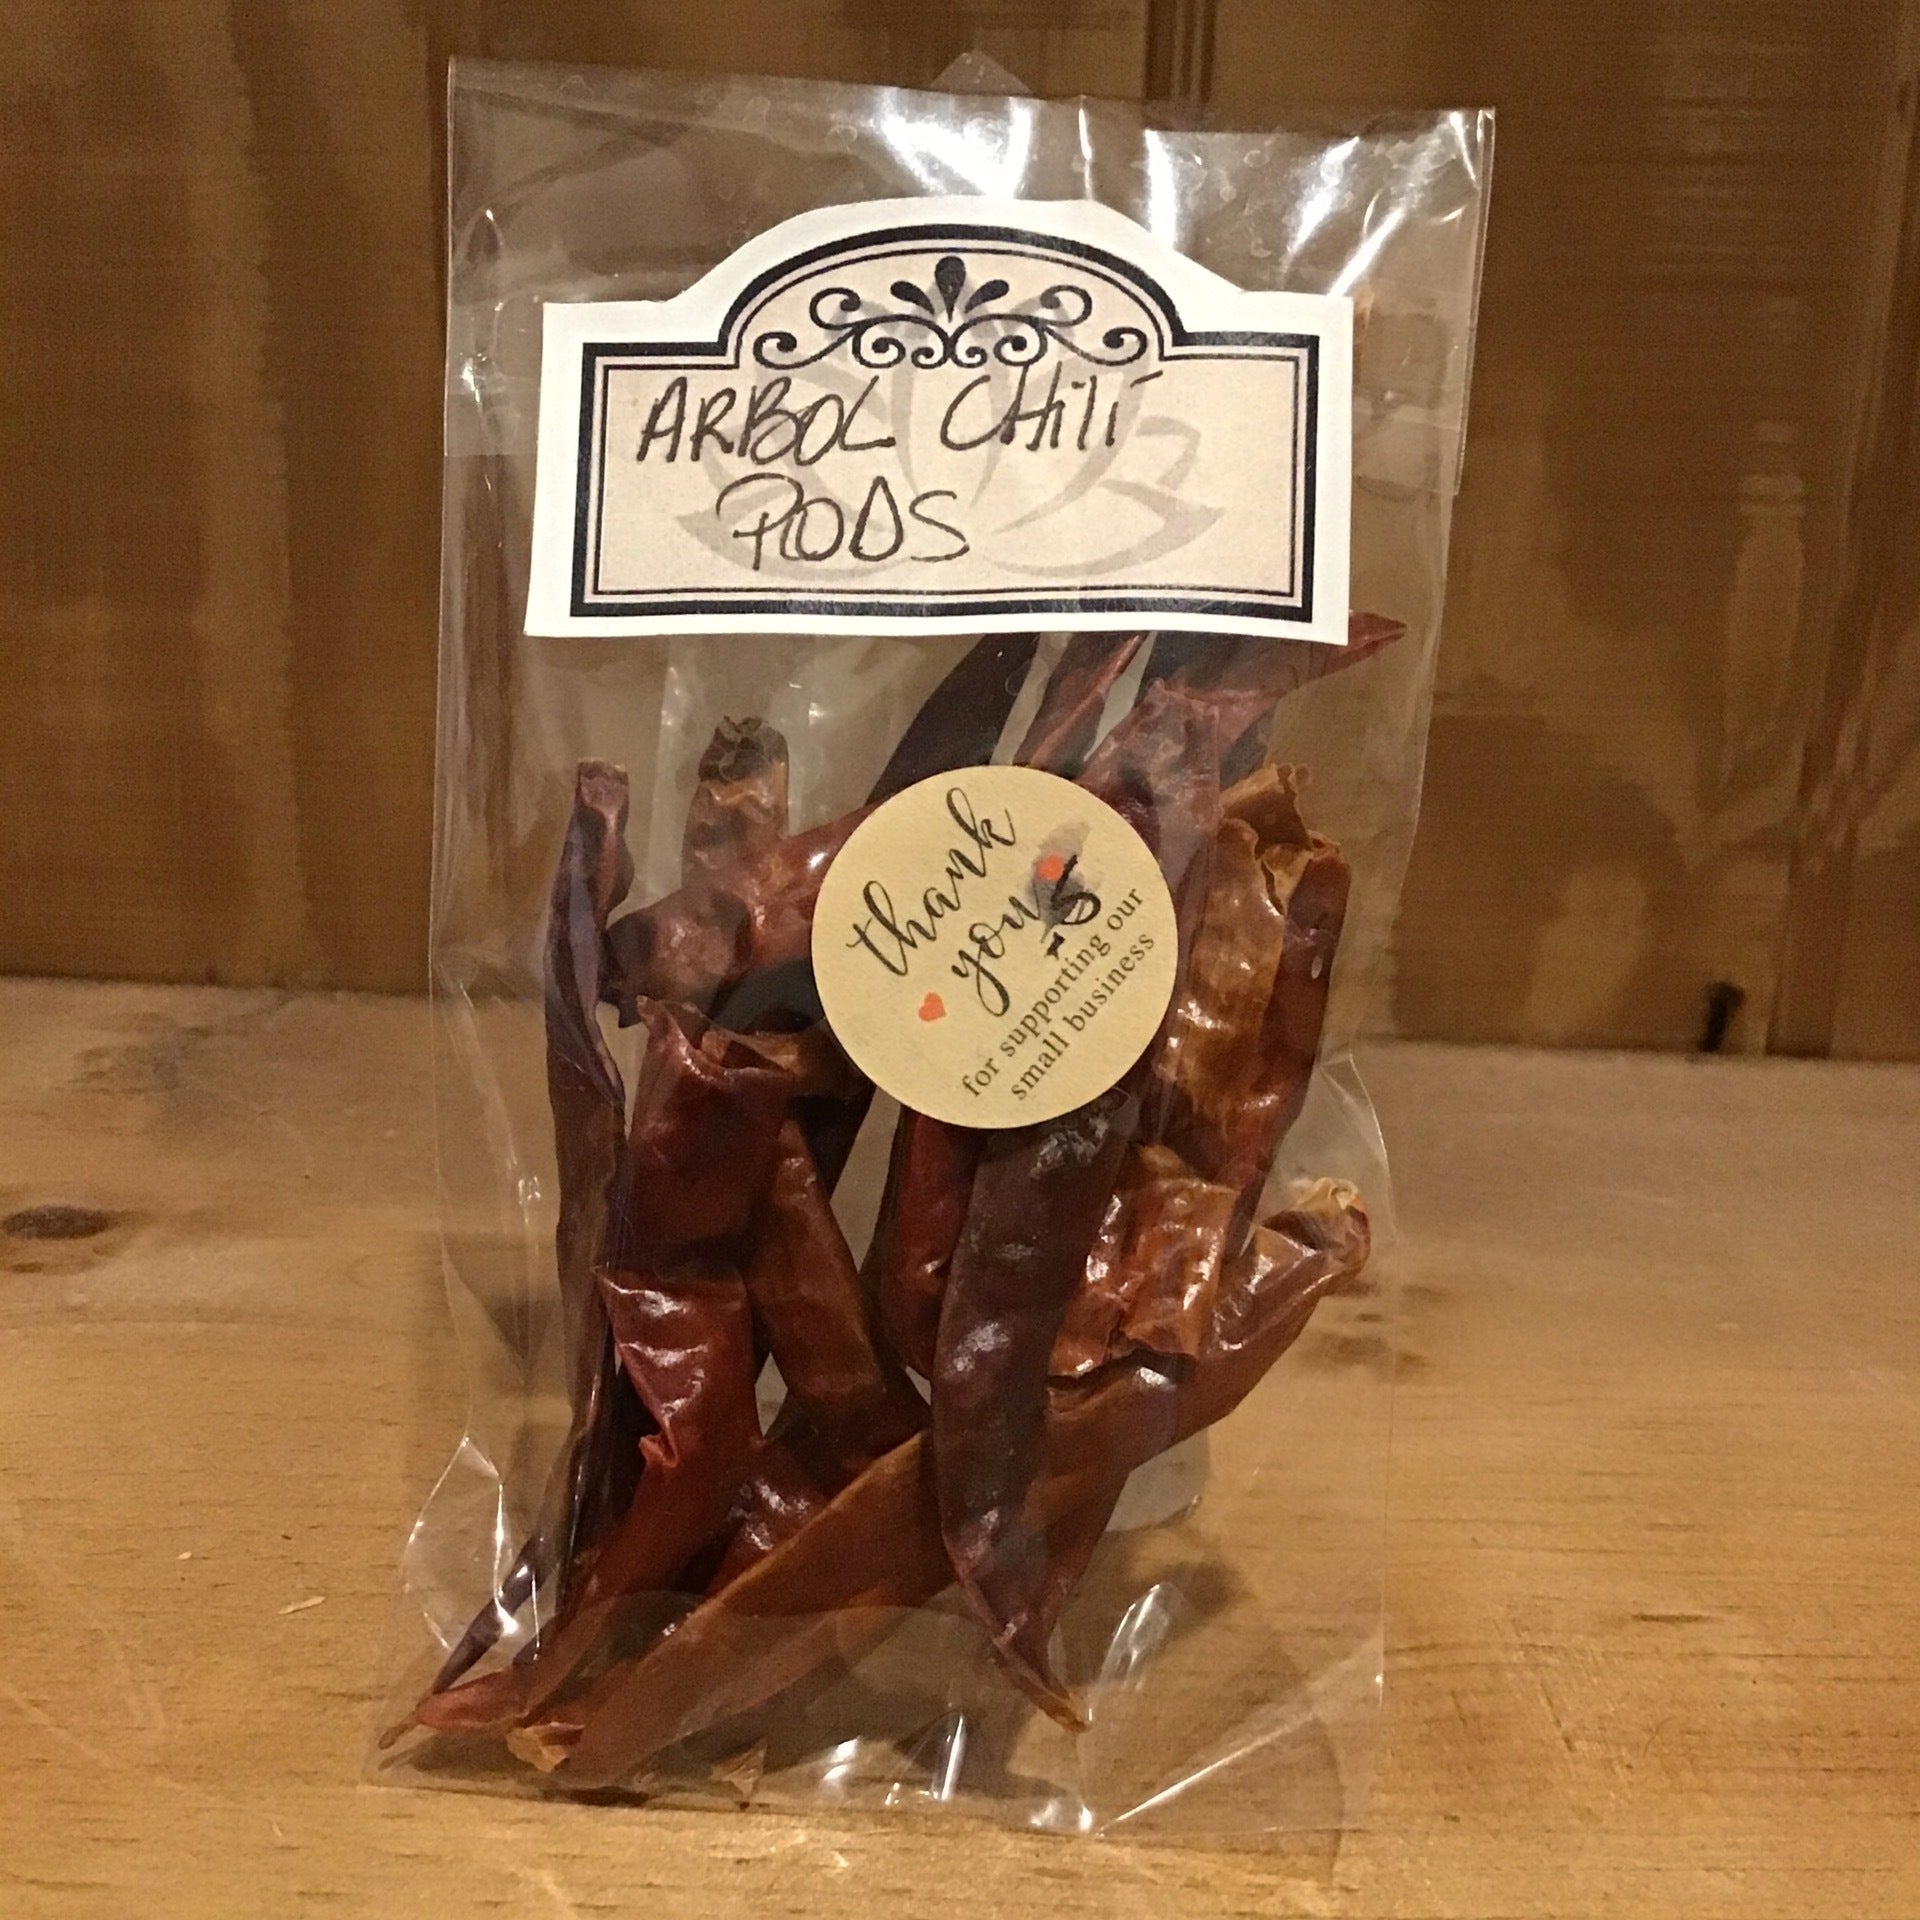 ARBOL CHili
PODS
thank
you
for supporting our
small business